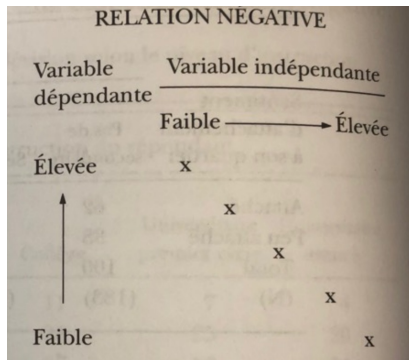 RELATION NÉGATIVE
Variable Variable indépendante
dépendante
Faible Élevée
Élevée x
x
x
x
Faible x